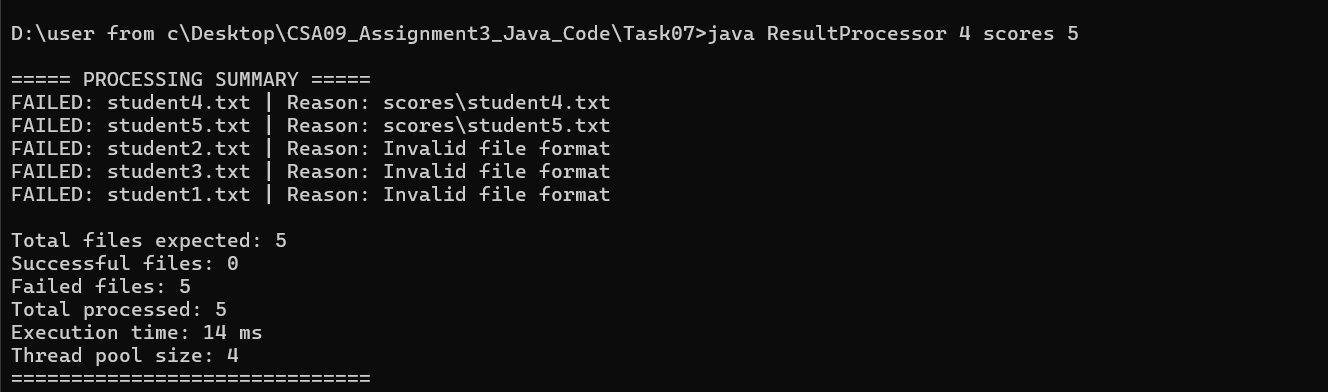 D:\user from c\Desktop\CSA09_Assignment3_Java_Code\Task07>java ResultProcessor 4 scores 5
===== PROCESSING SUMMARY =====
FAILED: student4.txt | Reason: scores\student4.txt
FAILED: student5.txt | Reason: scores\student5.txt
FAILED: student2.txt | Reason: Invalid file format
FAILED: student3.txt | Reason: Invalid file format
FAILED: student1.txt | Reason: Invalid file format
Total files expected: 5
Successful files: 0
Failed files: 5
Total processed: 5
Execution time: 14 ms
Thread pool size: 4
==============================